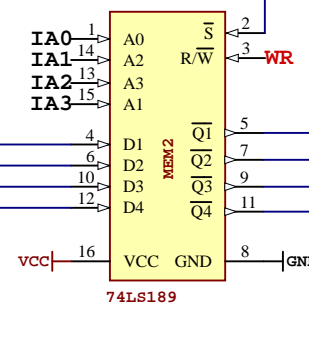 IA0 1 A0 S 2
IA1 14 A2 R/W 3 WR
IA2 13 A3
IA3 15 A1
4 D1 Q1 5
6 D2 Q2 7
10 D3 Q3 9
12 D4 Q4 11
MEM2
VCC 16 VCC GND 8 GN
74LS189